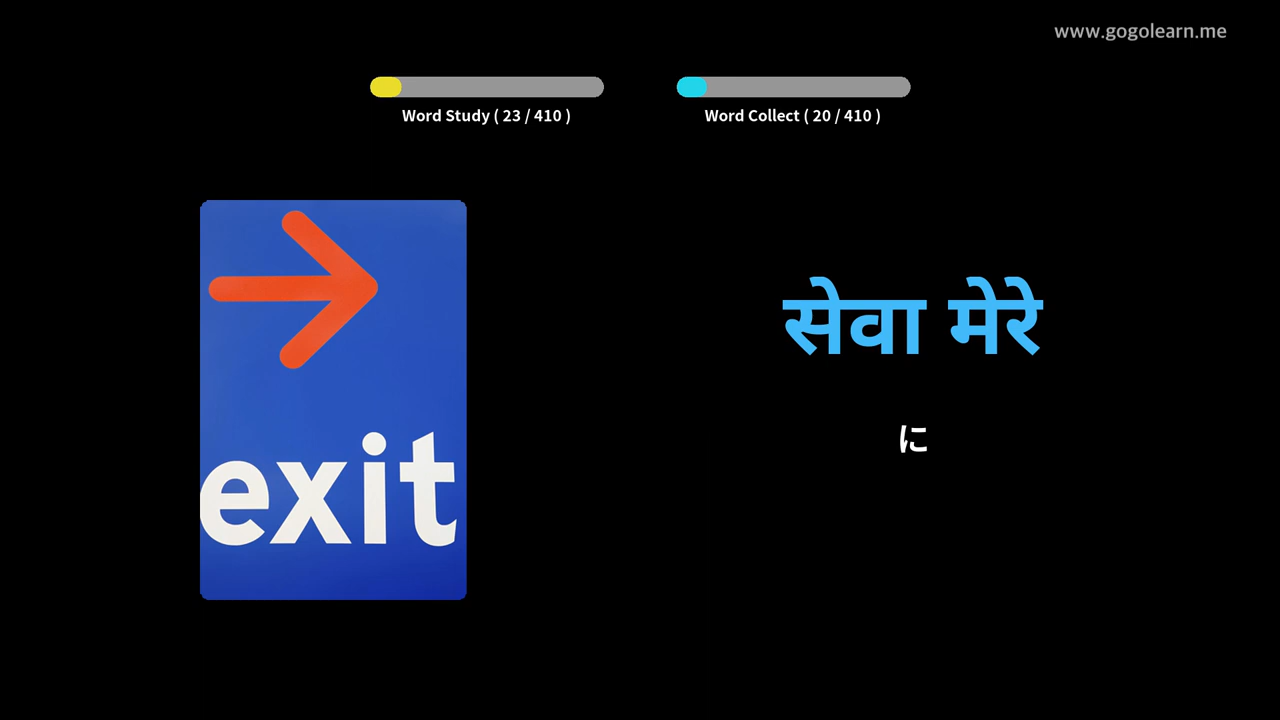 www.gogolearn.me
Word Study ( 23 / 410 )
Word Collect ( 20 / 410 )
exit
सेवा मेरे
に